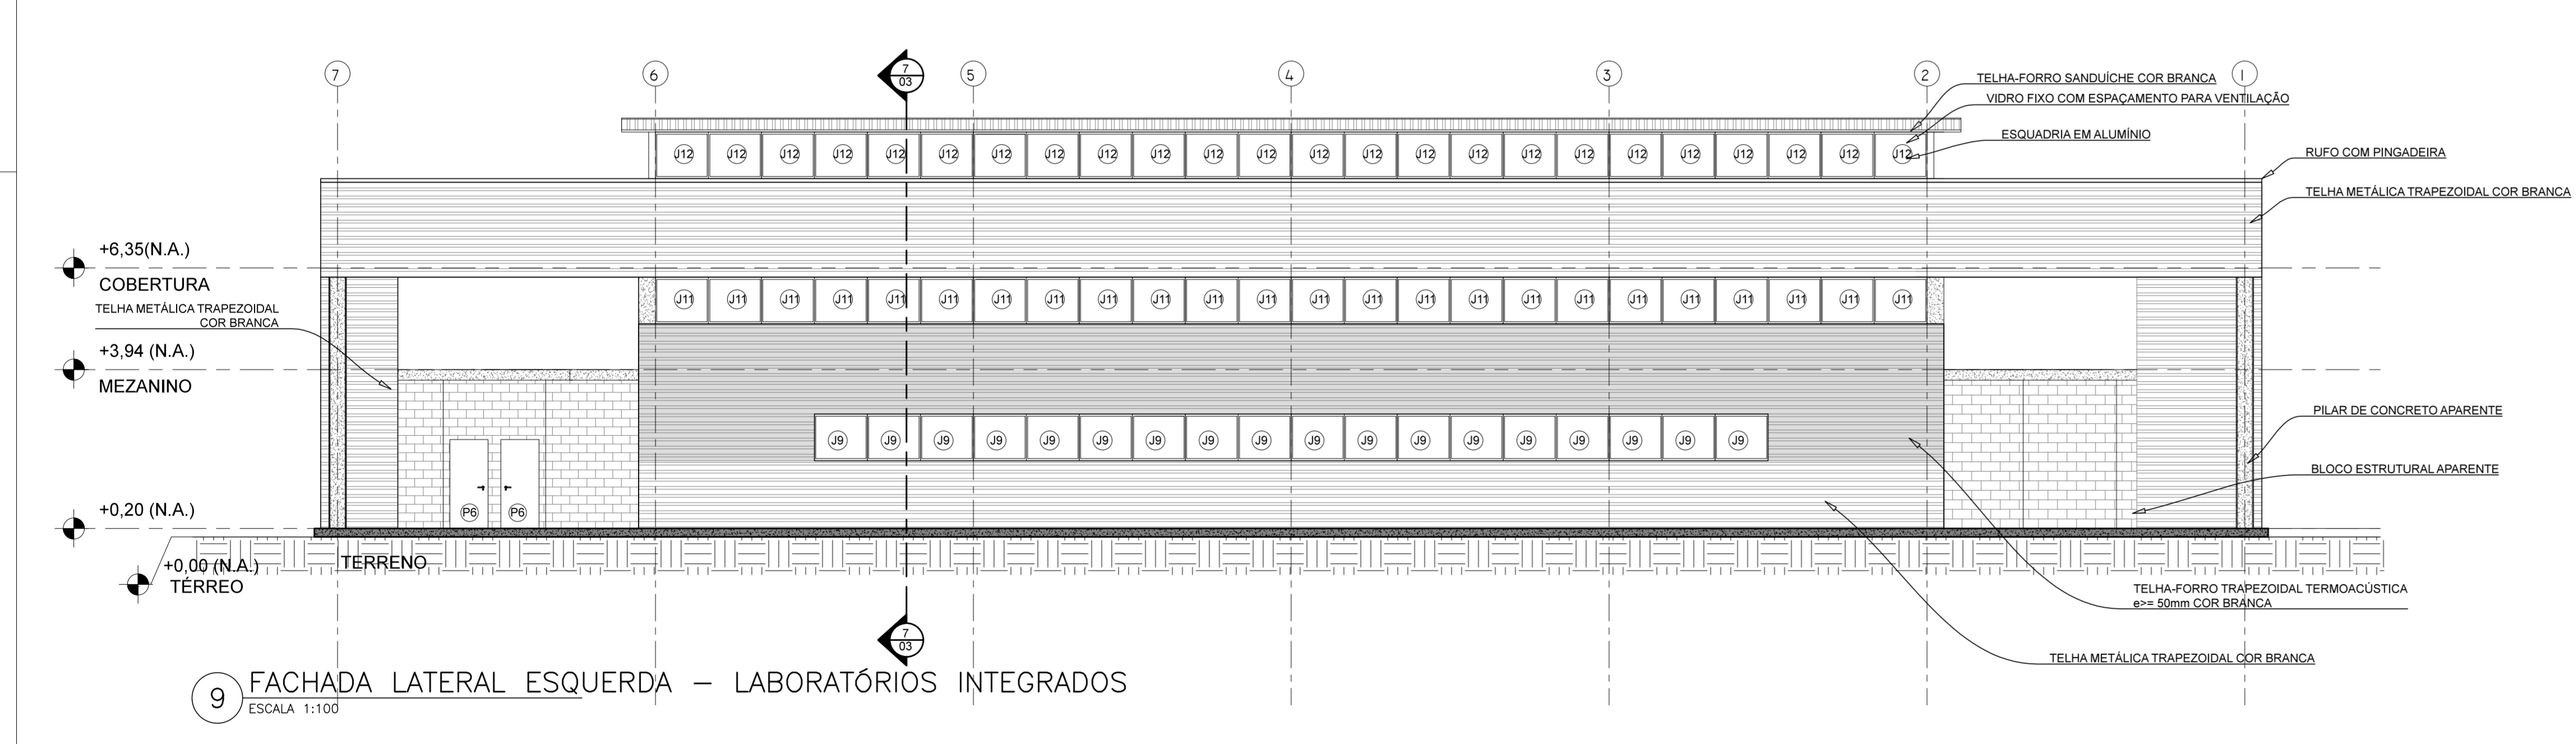 7
6
7
03
5
4
3
2
1
TELHA-FORRO SANDUÍCHE COR BRANCA
VIDRO FIXO COM ESPAÇAMENTO PARA VENTILAÇÃO
ESQUADRIA EM ALUMÍNIO
RUFO COM PINGADEIRA
TELHA METÁLICA TRAPEZOIDAL COR BRANCA
J12 J12 J12 J12 J12 J12 J12 J12 J12 J12 J12 J12 J12 J12 J12 J12 J12 J12 J12 J12 J12 J12 J12 J12
+6,35(N.A.)
COBERTURA
TELHA METÁLICA TRAPEZOIDAL
COR BRANCA
J11 J11 J11 J11 J11 J11 J11 J11 J11 J11 J11 J11 J11 J11 J11 J11 J11 J11 J11 J11 J11 J11 J11 J11
+3,94 (N.A.)
MEZANINO
PILAR DE CONCRETO APARENTE
J9 J9 J9 J9 J9 J9 J9 J9 J9 J9 J9 J9 J9 J9 J9 J9 J9 J9
BLOCO ESTRUTURAL APARENTE
+0,20 (N.A.)
P6 P6
+0,00 (N.A.)
TÉRREO
TERRENO
TELHA-FORRO TRAPEZOIDAL TERMOACÚSTICA
e>= 50mm COR BRANCA
7
03
TELHA METÁLICA TRAPEZOIDAL COR BRANCA
9
FACHADA LATERAL ESQUERDA – LABORATÓRIOS INTEGRADOS
ESCALA 1:100